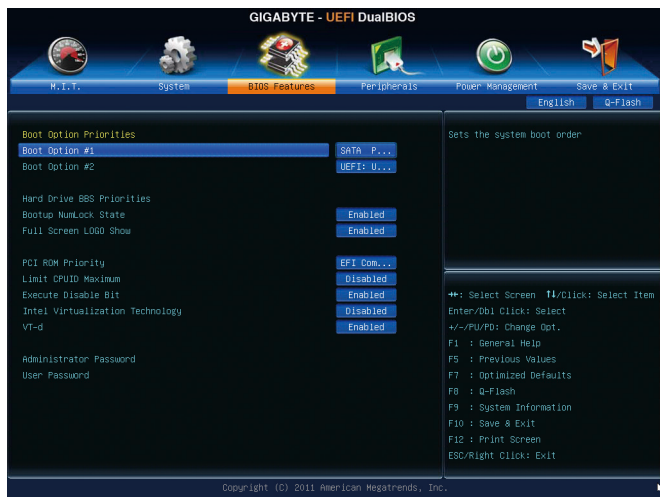 GIGABYTE - UEFI DualBIOS
M.I.T. System BIOS Features Peripherals Power Management Save & Exit
English Q-Flash
Boot Option Priorities
Boot Option #1 SATA P...
Boot Option #2 UEFI: U...
Hard Drive BBS Priorities
Bootup NumLock State Enabled
Full Screen LOGO Show Enabled
PCI ROM Priority EFI Com...
Limit CPUID Maximum Disabled
Execute Disable Bit Enabled
Intel Virtualization Technology Disabled
VT-d Enabled
Administrator Password
User Password
Sets the system boot order
→←: Select Screen ↑↓/Click: Select Item
Enter/Dbl Click: Select
+/-/PU/PD: Change Opt.
F1 : General Help
F5 : Previous Values
F7 : Optimized Defaults
F8 : Q-Flash
F9 : System Information
F10 : Save & Exit
F12 : Print Screen
ESC/Right Click: Exit
Copyright (C) 2011 American Megatrends, Inc.